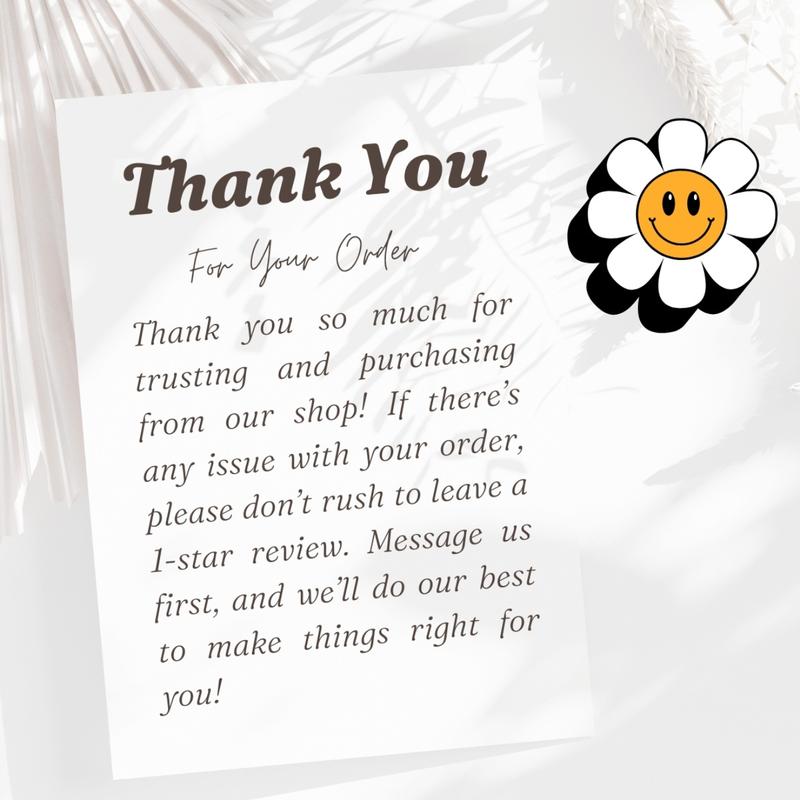 Thank You
For Your Order
Thank you so much for
trusting and purchasing
from our shop! If there's
any issue with your order,
please don't rush to leave a
1-star review. Message us
first, and we'll do our best
to make things right for
you!